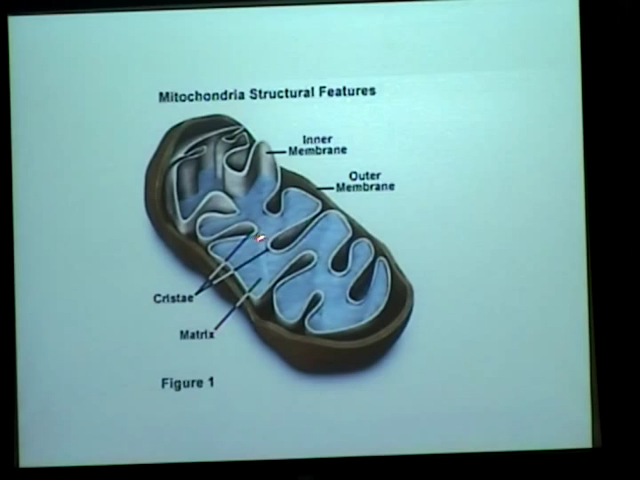 Mitochondria Structural Features
Inner
Membrane
Outer
Membrane
Cristae
Matrix
Figure 1